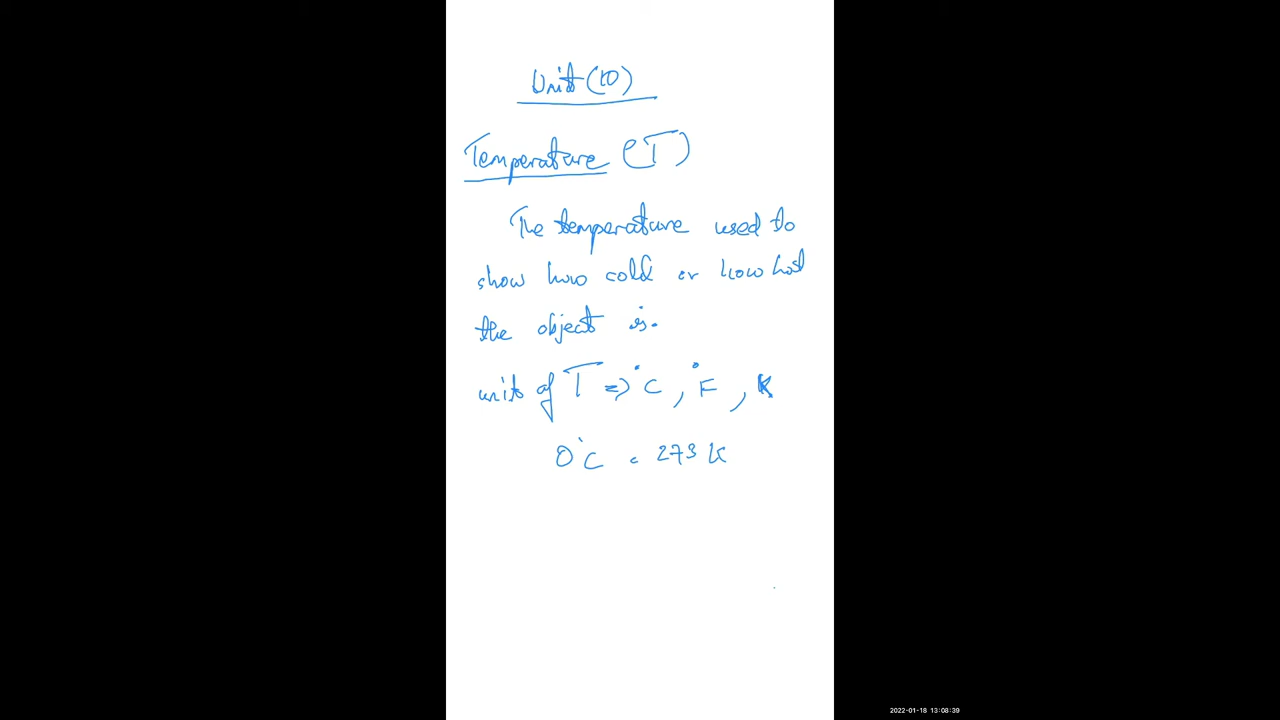 Unit (10)
Temperature (T)
The temperature used to
show how cold or how hot
the object is.
units of T => °C, °F, K
0°C = 273 K
2022-01-18 13:08:39